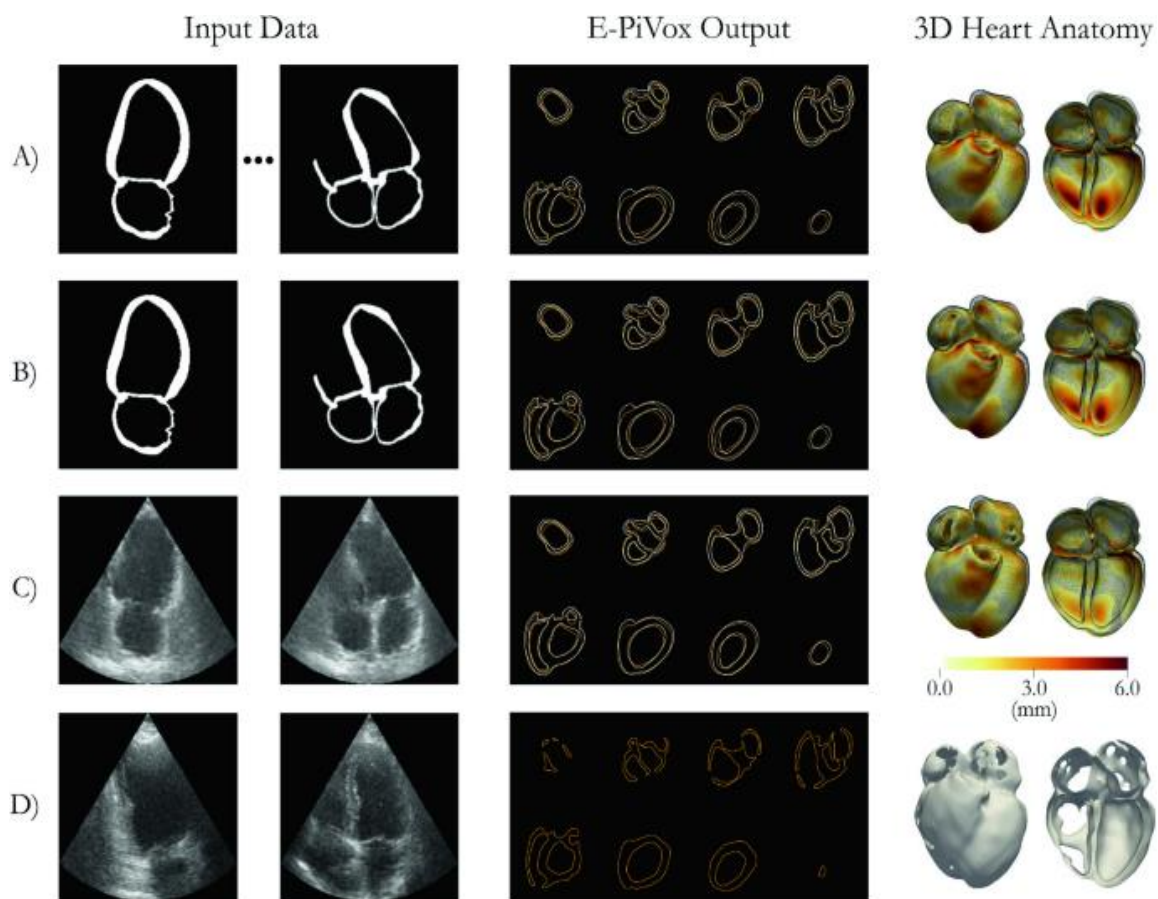 Input Data
E-PiVox Output
3D Heart Anatomy
A)
B)
C)
0.0 3.0 6.0
(mm)
D)